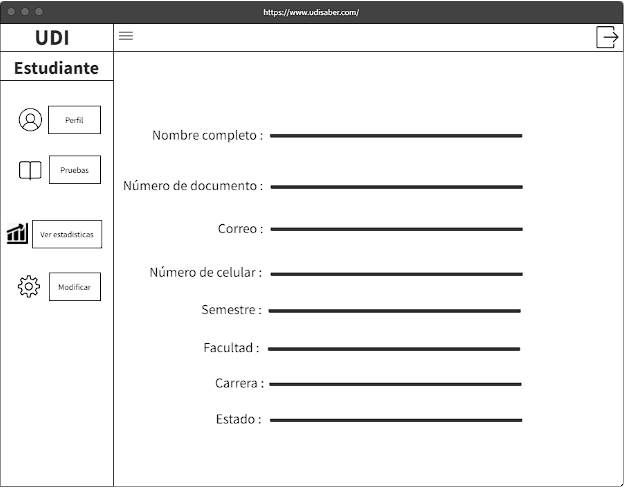 https://www.udisaber.com/
UDI
Estudiante
Perfil
Pruebas
Ver estadisticas
Modificar
Nombre completo :
Número de documento :
Correo :
Número de celular :
Semestre :
Facultad :
Carrera :
Estado :